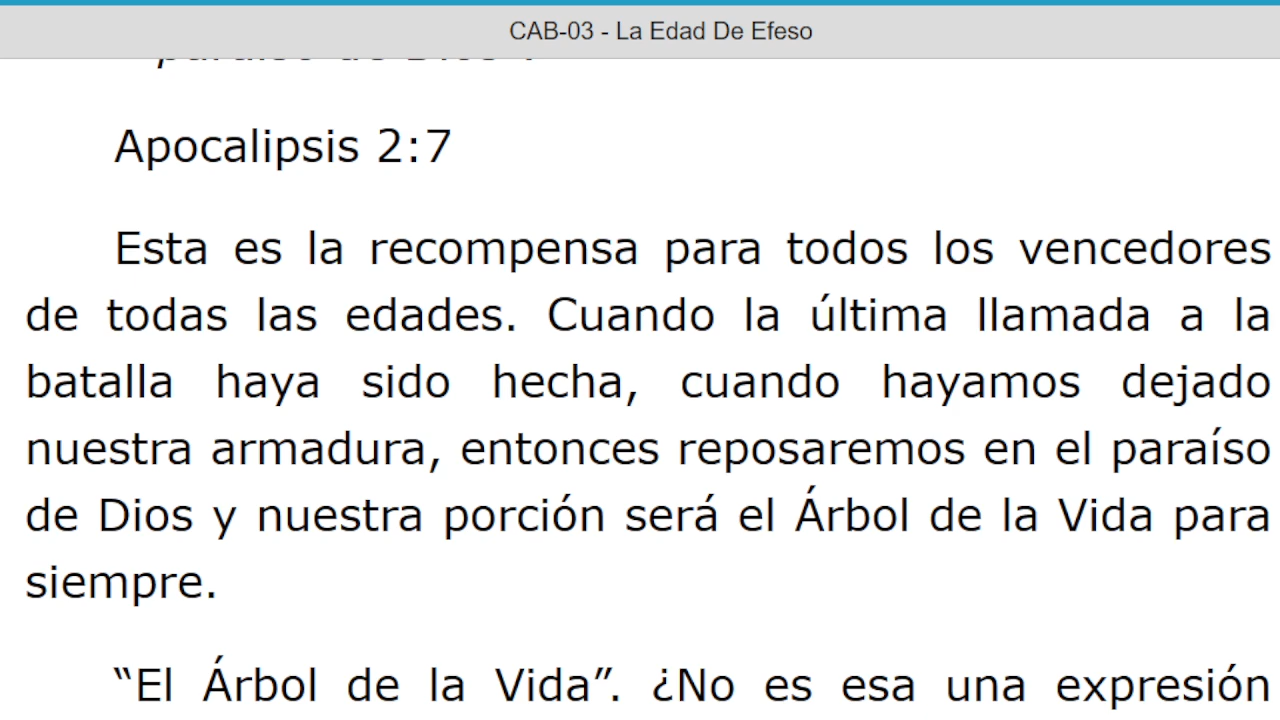 CAB-03 - La Edad De Efeso
Apocalipsis 2:7
Esta es la recompensa para todos los vencedores
de todas las edades. Cuando la última llamada a la
batalla haya sido hecha, cuando hayamos dejado
nuestra armadura, entonces reposaremos en el paraíso
de Dios y nuestra porción será el Árbol de la Vida para
siempre.
“El Árbol de la Vida”. ¿No es esa una expresión